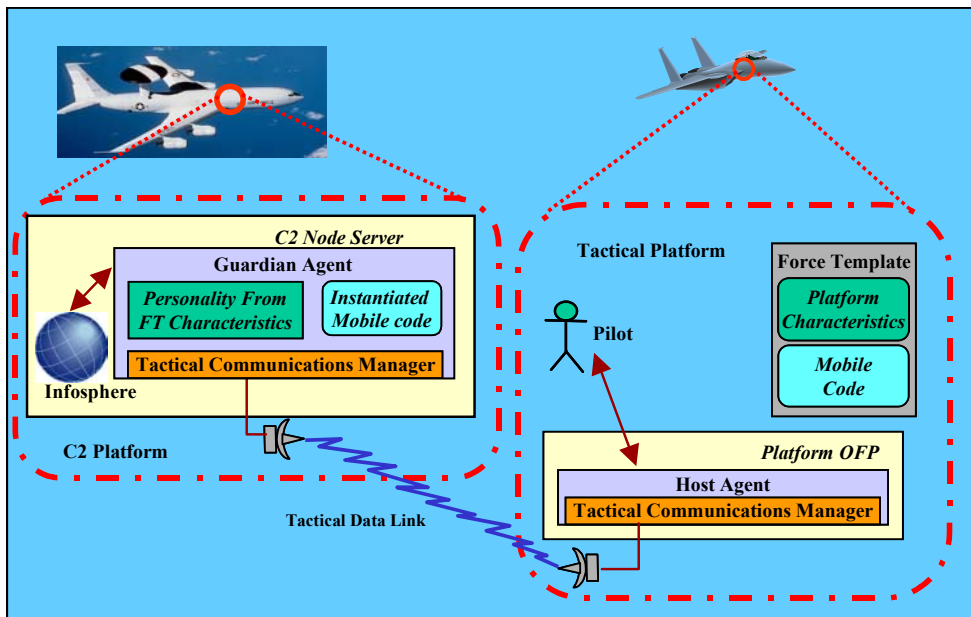 C2 Node Server
Guardian Agent
Personality From
FT Characteristics
Instantiated
Mobile code
Tactical Communications Manager
Infosphere
C2 Platform
Tactical Data Link
Tactical Platform
Force Template
Platform
Characteristics
Mobile
Code
Pilot
Platform OFP
Host Agent
Tactical Communications Manager